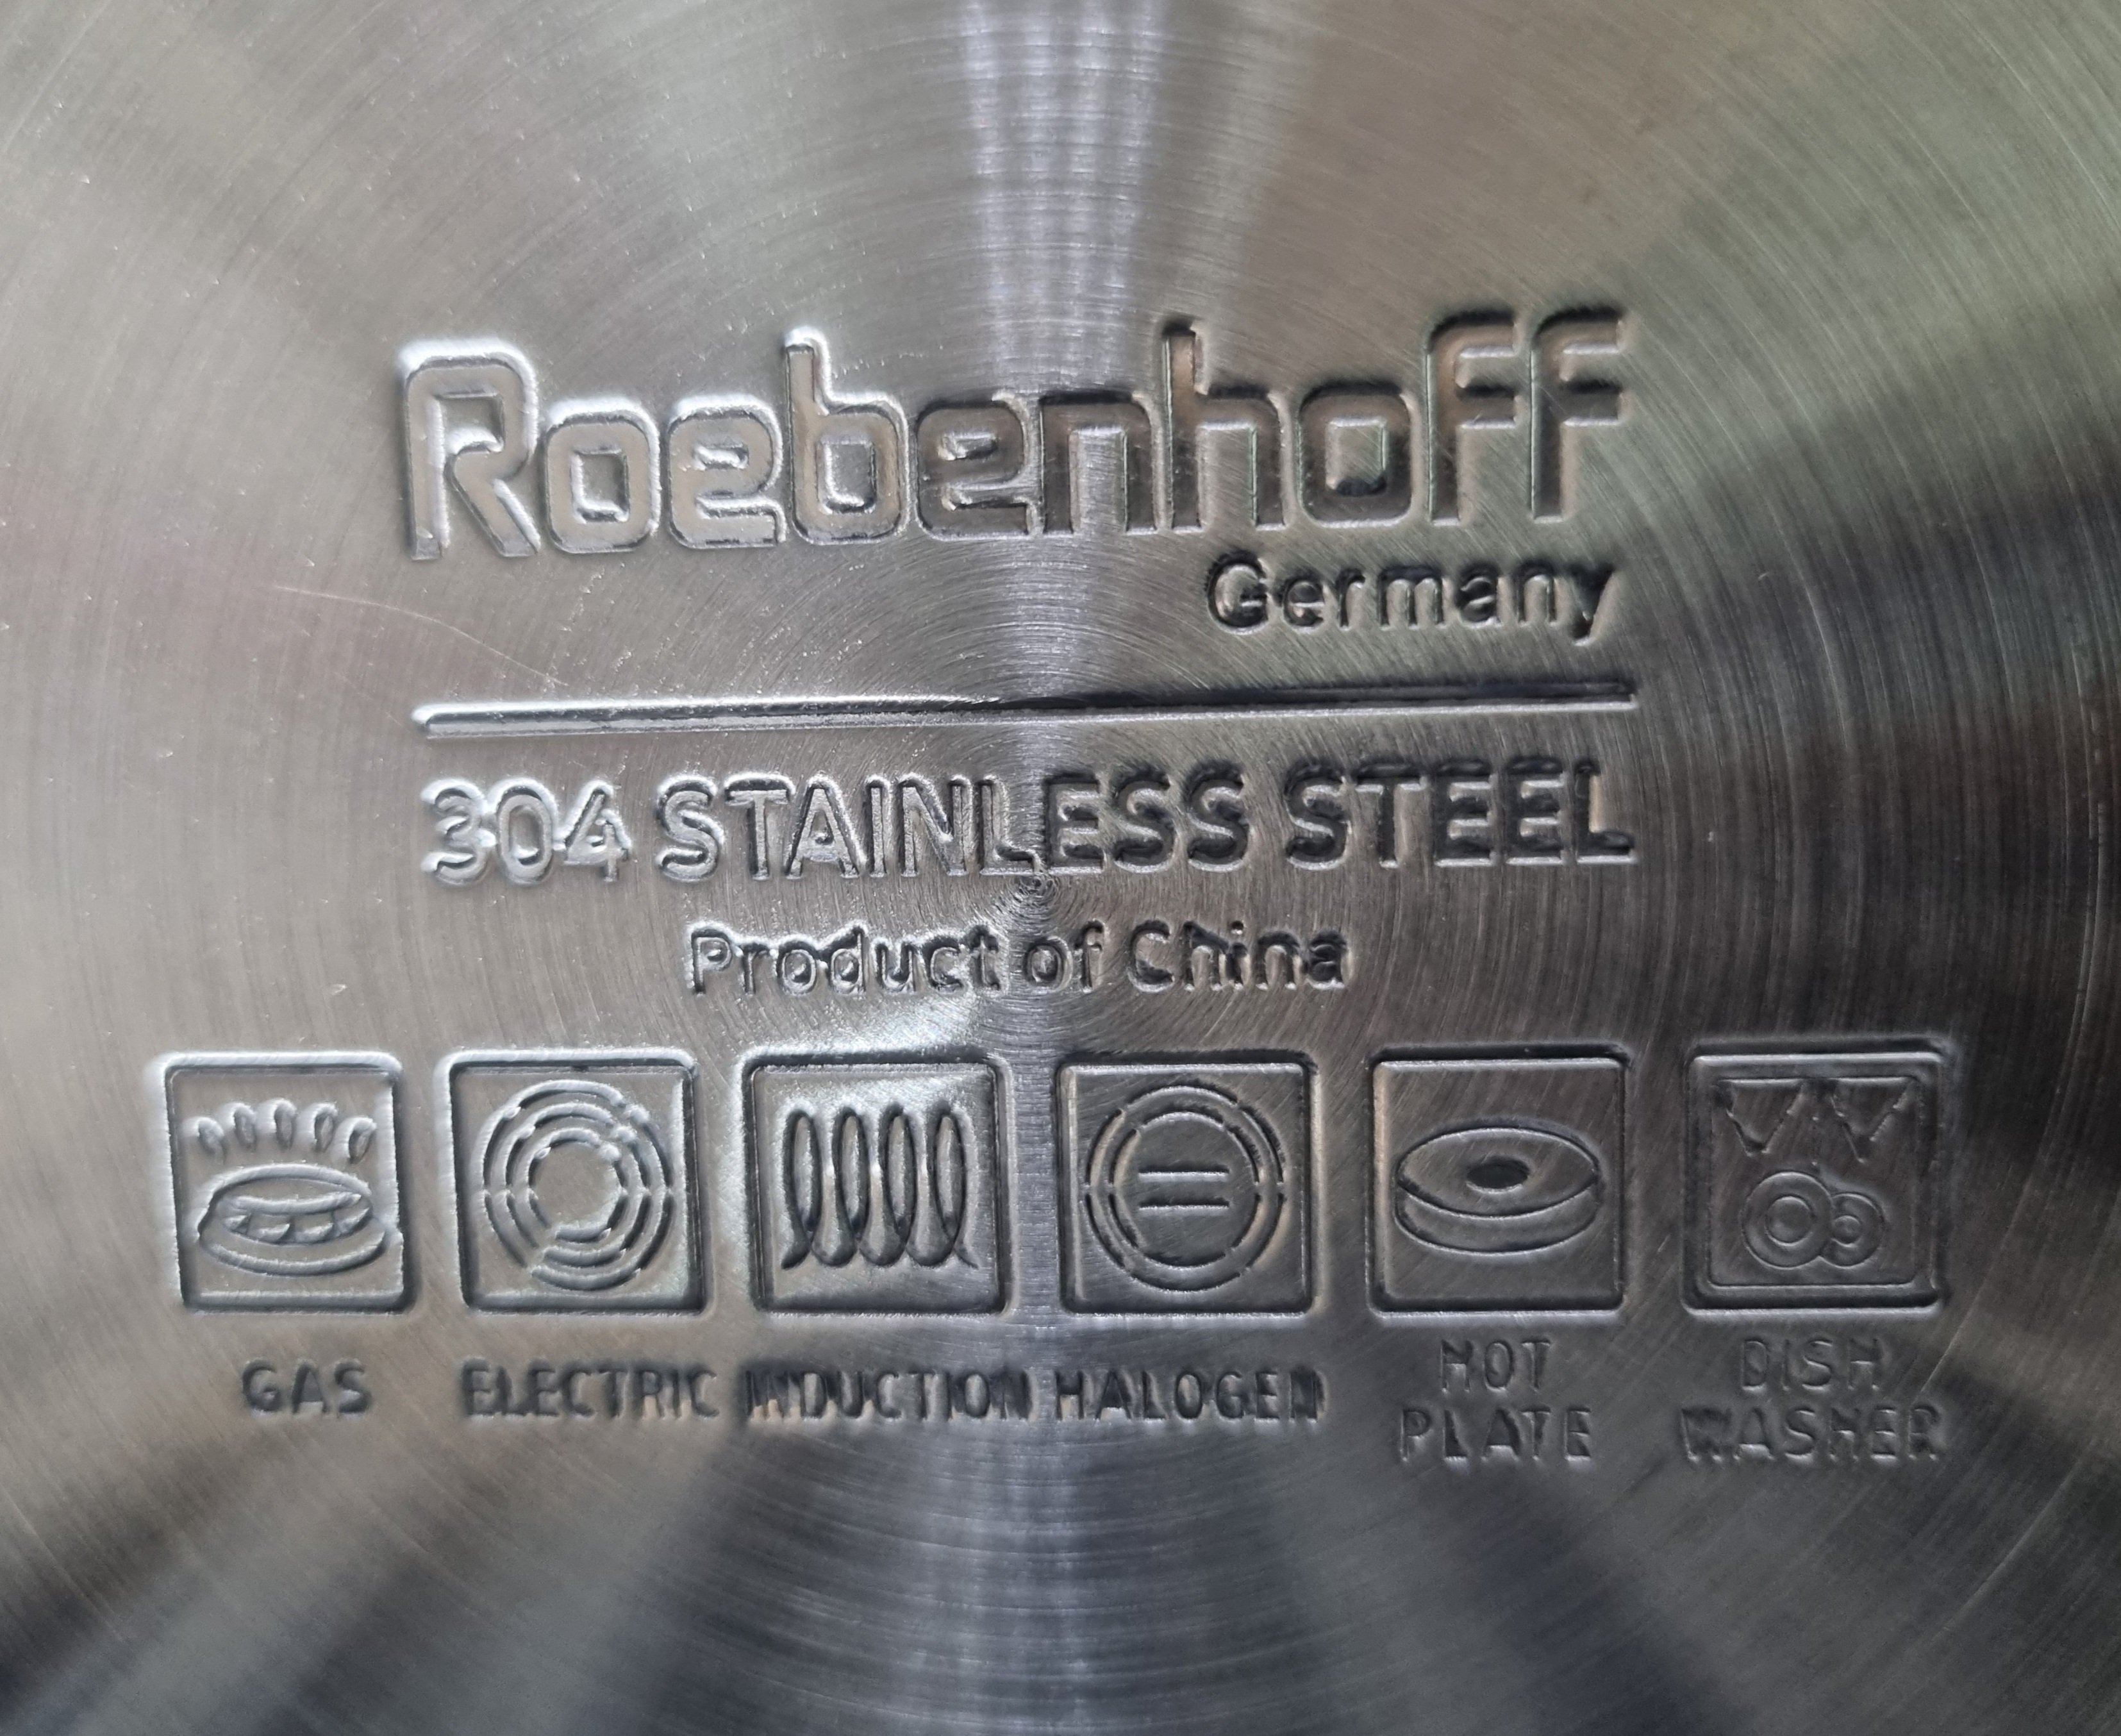 Roebenhoff
Germany
304 STAINLESS STEEL
Product of China
GAS ELECTRIC INDUCTION HALOGEN HOT PLATE DISH WASHER